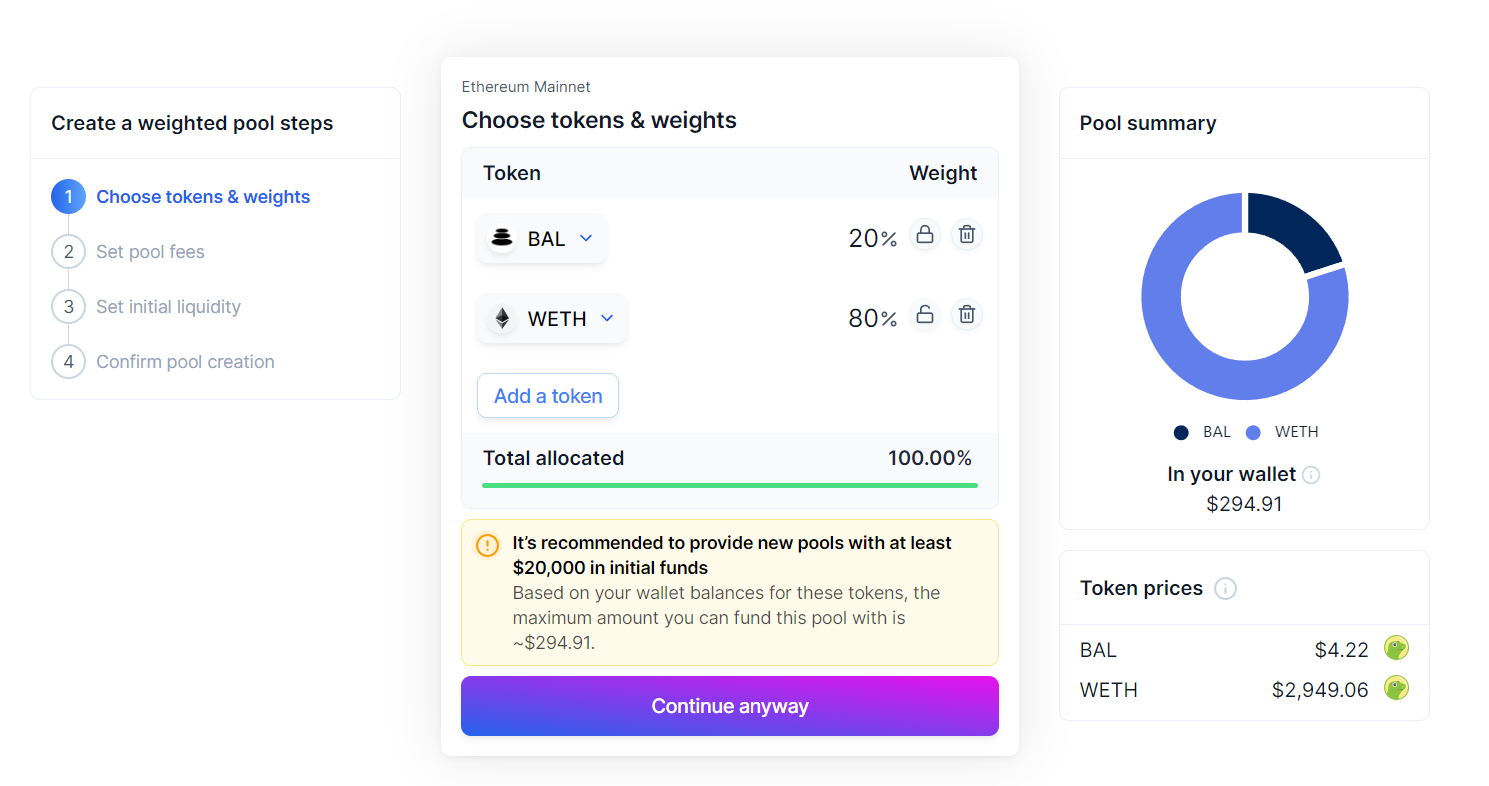 Create a weighted pool steps
1 Choose tokens & weights
2 Set pool fees
3 Set initial liquidity
4 Confirm pool creation
Ethereum Mainnet
Choose tokens & weights
Token Weight
BAL 20%
WETH 80%
Add a token
Total allocated 100.00%
It’s recommended to provide new pools with at least
$20,000 in initial funds
Based on your wallet balances for these tokens, the
maximum amount you can fund this pool with is
~$294.91.
Continue anyway
Pool summary
BAL WETH
In your wallet
$294.91
Token prices
BAL $4.22
WETH $2,949.06